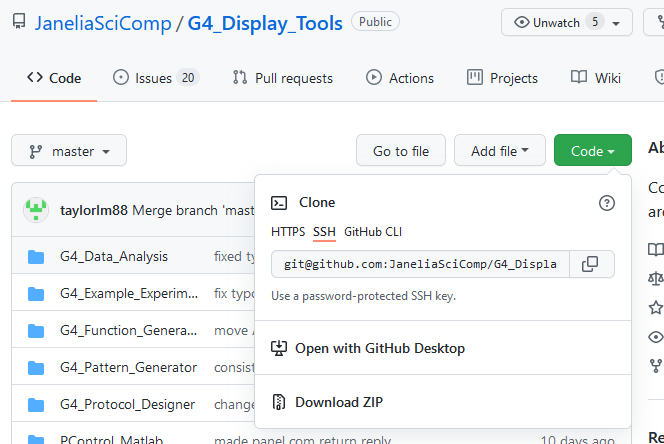 JaneliaSciComp / G4_Display_Tools Public Unwatch 5
Code Issues 20 Pull requests Actions Projects Wiki
master Go to file Add file Code Ab
taylorlm88 Merge branch 'mast
Clone
Co
are
HTTPS SSH GitHub CLI
G4_Data_Analysis fixed ty
git@github.com:JaneliaSciComp/G4_Displa
G4_Example_Experim... fix typo
Use a password-protected SSH key.
G4_Function_Genera... move
Open with GitHub Desktop
G4_Pattern_Generator consist
G4_Protocol_Designer change
Download ZIP
PControl_Matlab made panel com return reply 10 days ago
Re